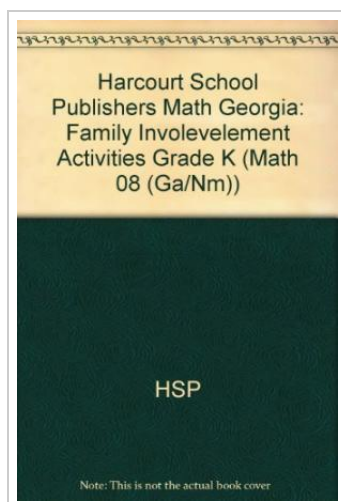 Harcourt School
Publishers Math Georgia:
Family Involevelement
Activities Grade K (Math
08 (Ga/Nm))
HSP
Note: This is not the actual book cover